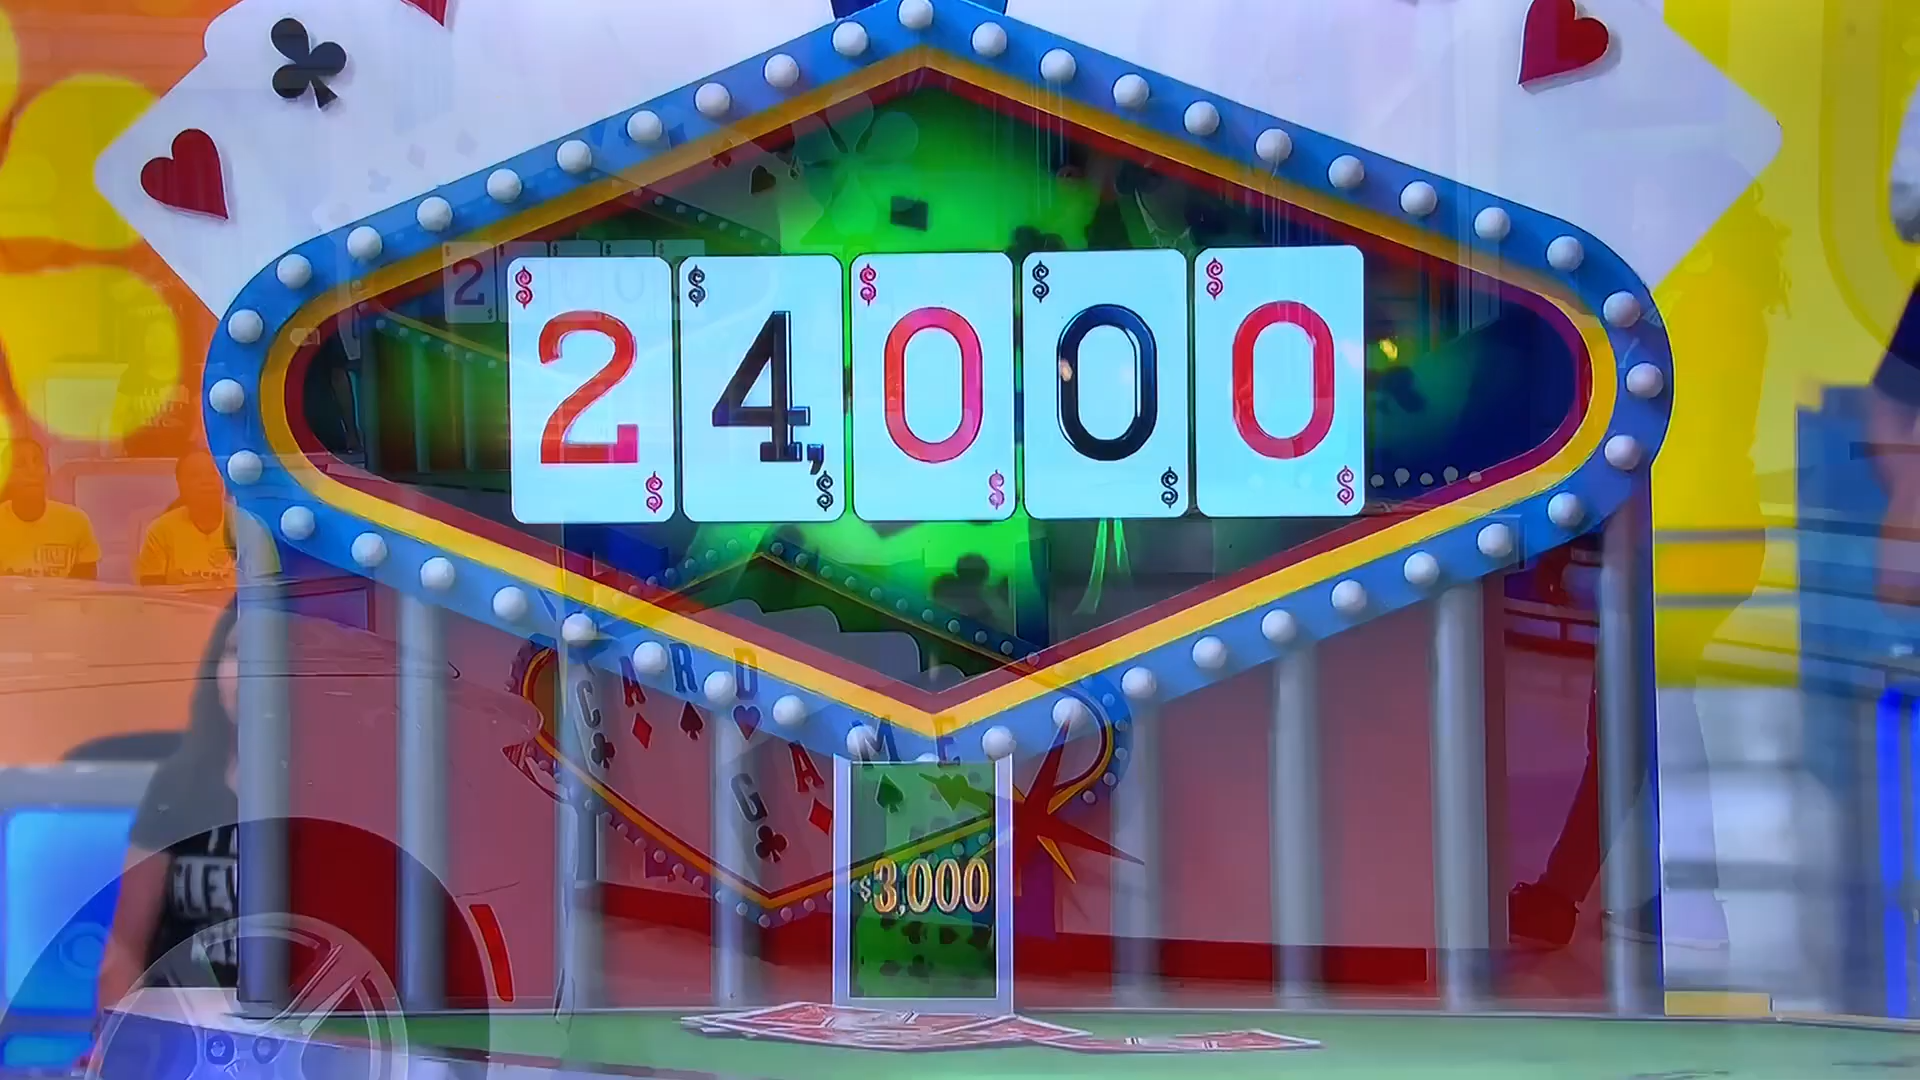 $ $ $ $ $
24,000
$ $ $ $ $
CARD
GAME
$3,000